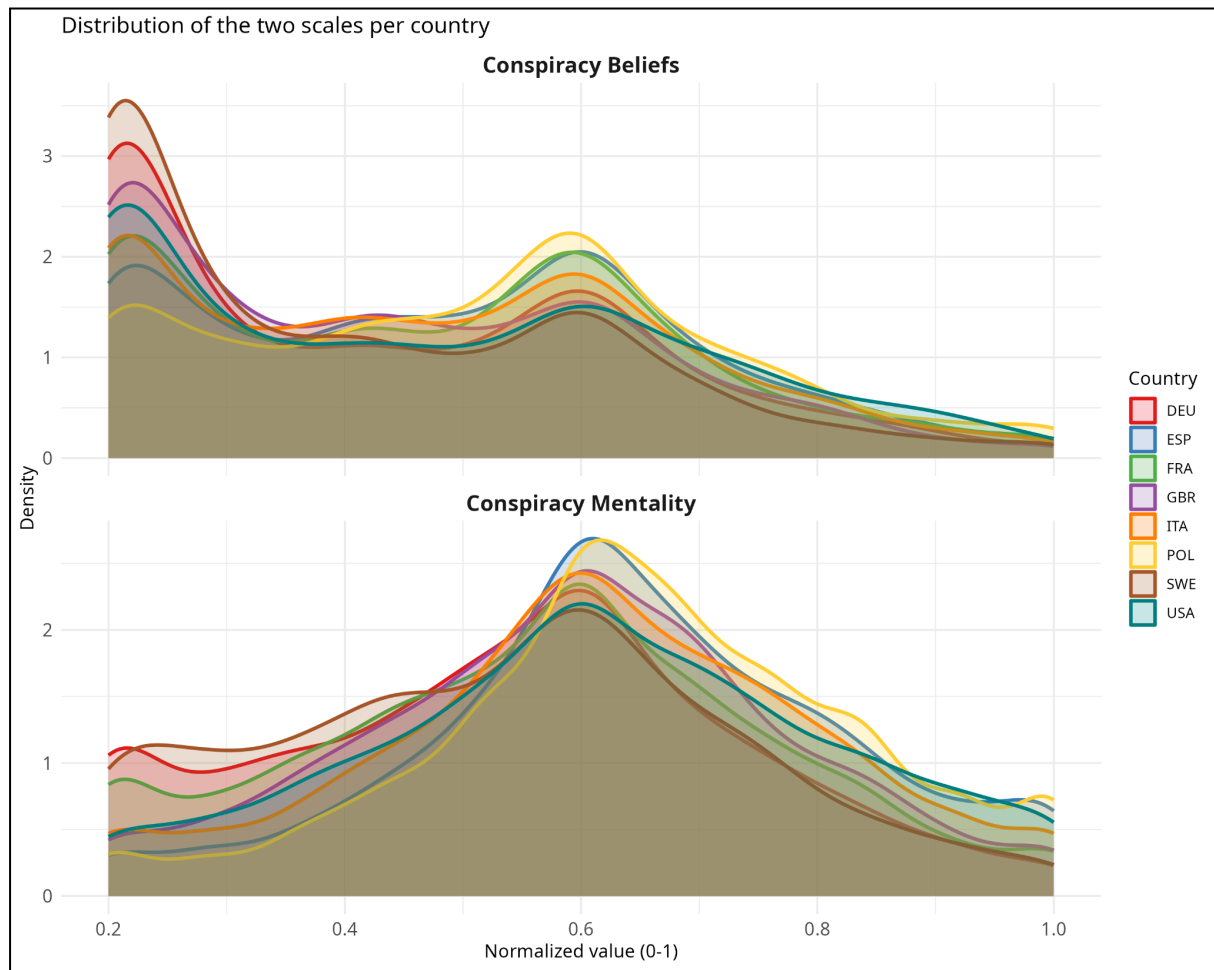 Distribution of the two scales per country
Conspiracy Beliefs
3
2
1
0
Density
Conspiracy Mentality
2
1
0
0.2 0.4 0.6 0.8 1.0
Normalized value (0-1)
Country
DEU
ESP
FRA
GBR
ITA
POL
SWE
USA